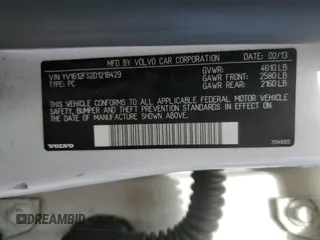 MFD. BY VOLVO CAR CORPORATION 02/13
VIN: YV1612FS2D1218429
TYPE: PC
GVWR: 4610 LB
GAWR FRONT: 2580 LB
GAWR REAR: 2160 LB
THIS VEHICLE CONFORMS TO ALL APPLICABLE FEDERAL MOTOR VEHICLE
SAFETY, BUMPER, AND THEFT PREVENTION STANDARDS IN EFFECT ON THE
DATE OF MANUFACTURE SHOWN ABOVE.
VOLVO
DREAMBID